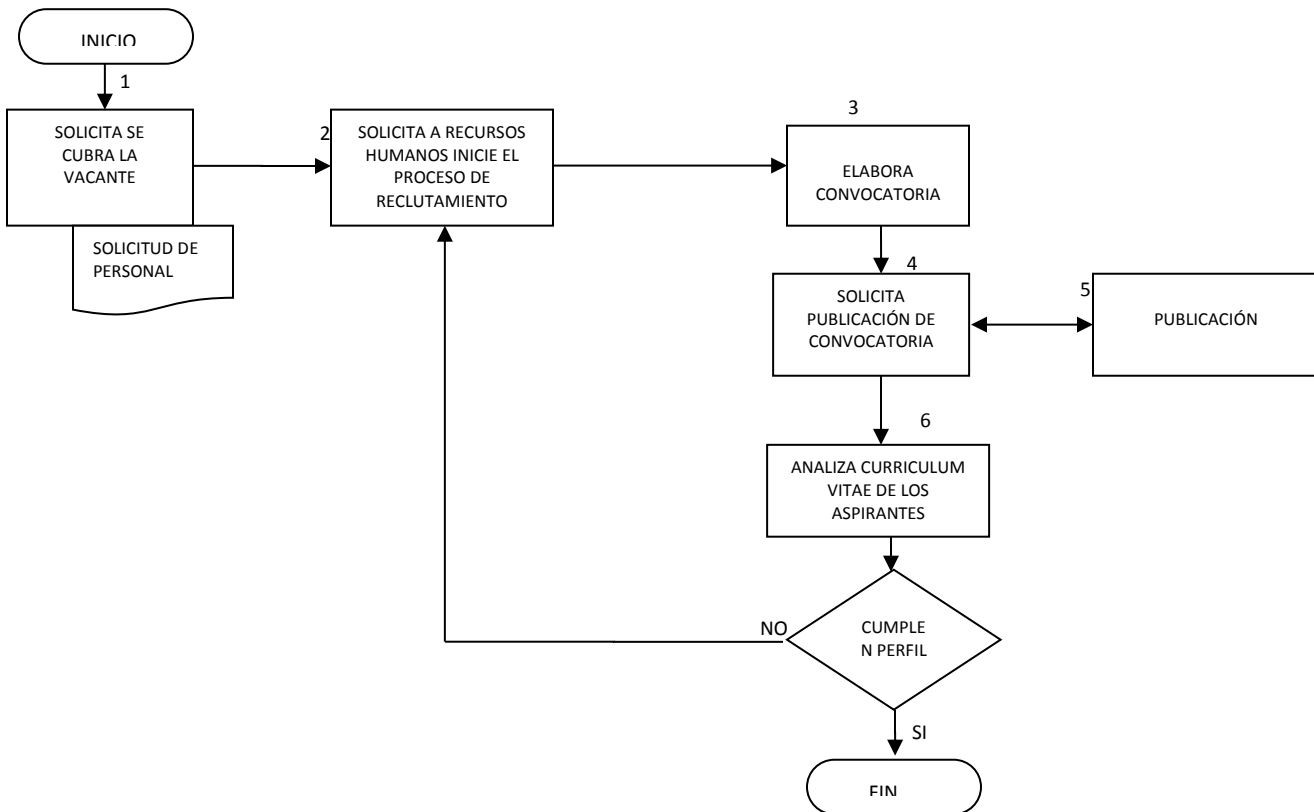 INICIO
1
SOLICITA SE
CUBRA LA
VACANTE
SOLICITUD DE
PERSONAL
2
SOLICITA A RECURSOS
HUMANOS INICIE EL
PROCESO DE
RECLUTAMIENTO
3
ELABORA
CONVOCATORIA
4
SOLICITA
PUBLICACIÓN DE
CONVOCATORIA
5
PUBLICACIÓN
6
ANALIZA CURRICULUM
VITAE DE LOS
ASPIRANTES
CUMPLE
N PERFIL
NO
SI
FIN